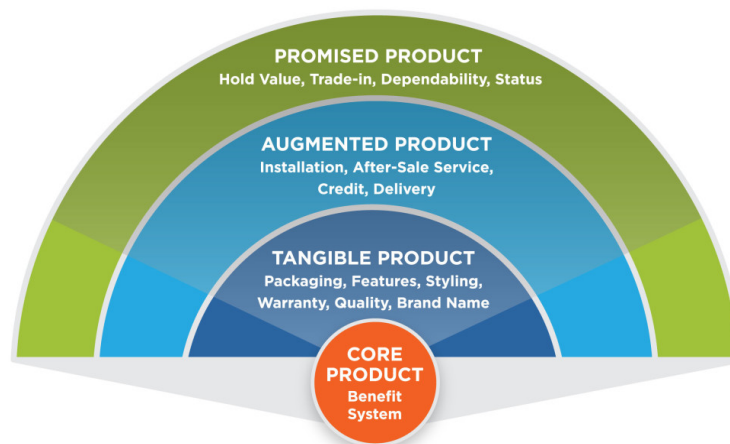 PROMISED PRODUCT
Hold Value, Trade-in, Dependability, Status
AUGMENTED PRODUCT
Installation, After-Sale Service,
Credit, Delivery
TANGIBLE PRODUCT
Packaging, Features, Styling,
Warranty, Quality, Brand Name
CORE
PRODUCT
Benefit
System